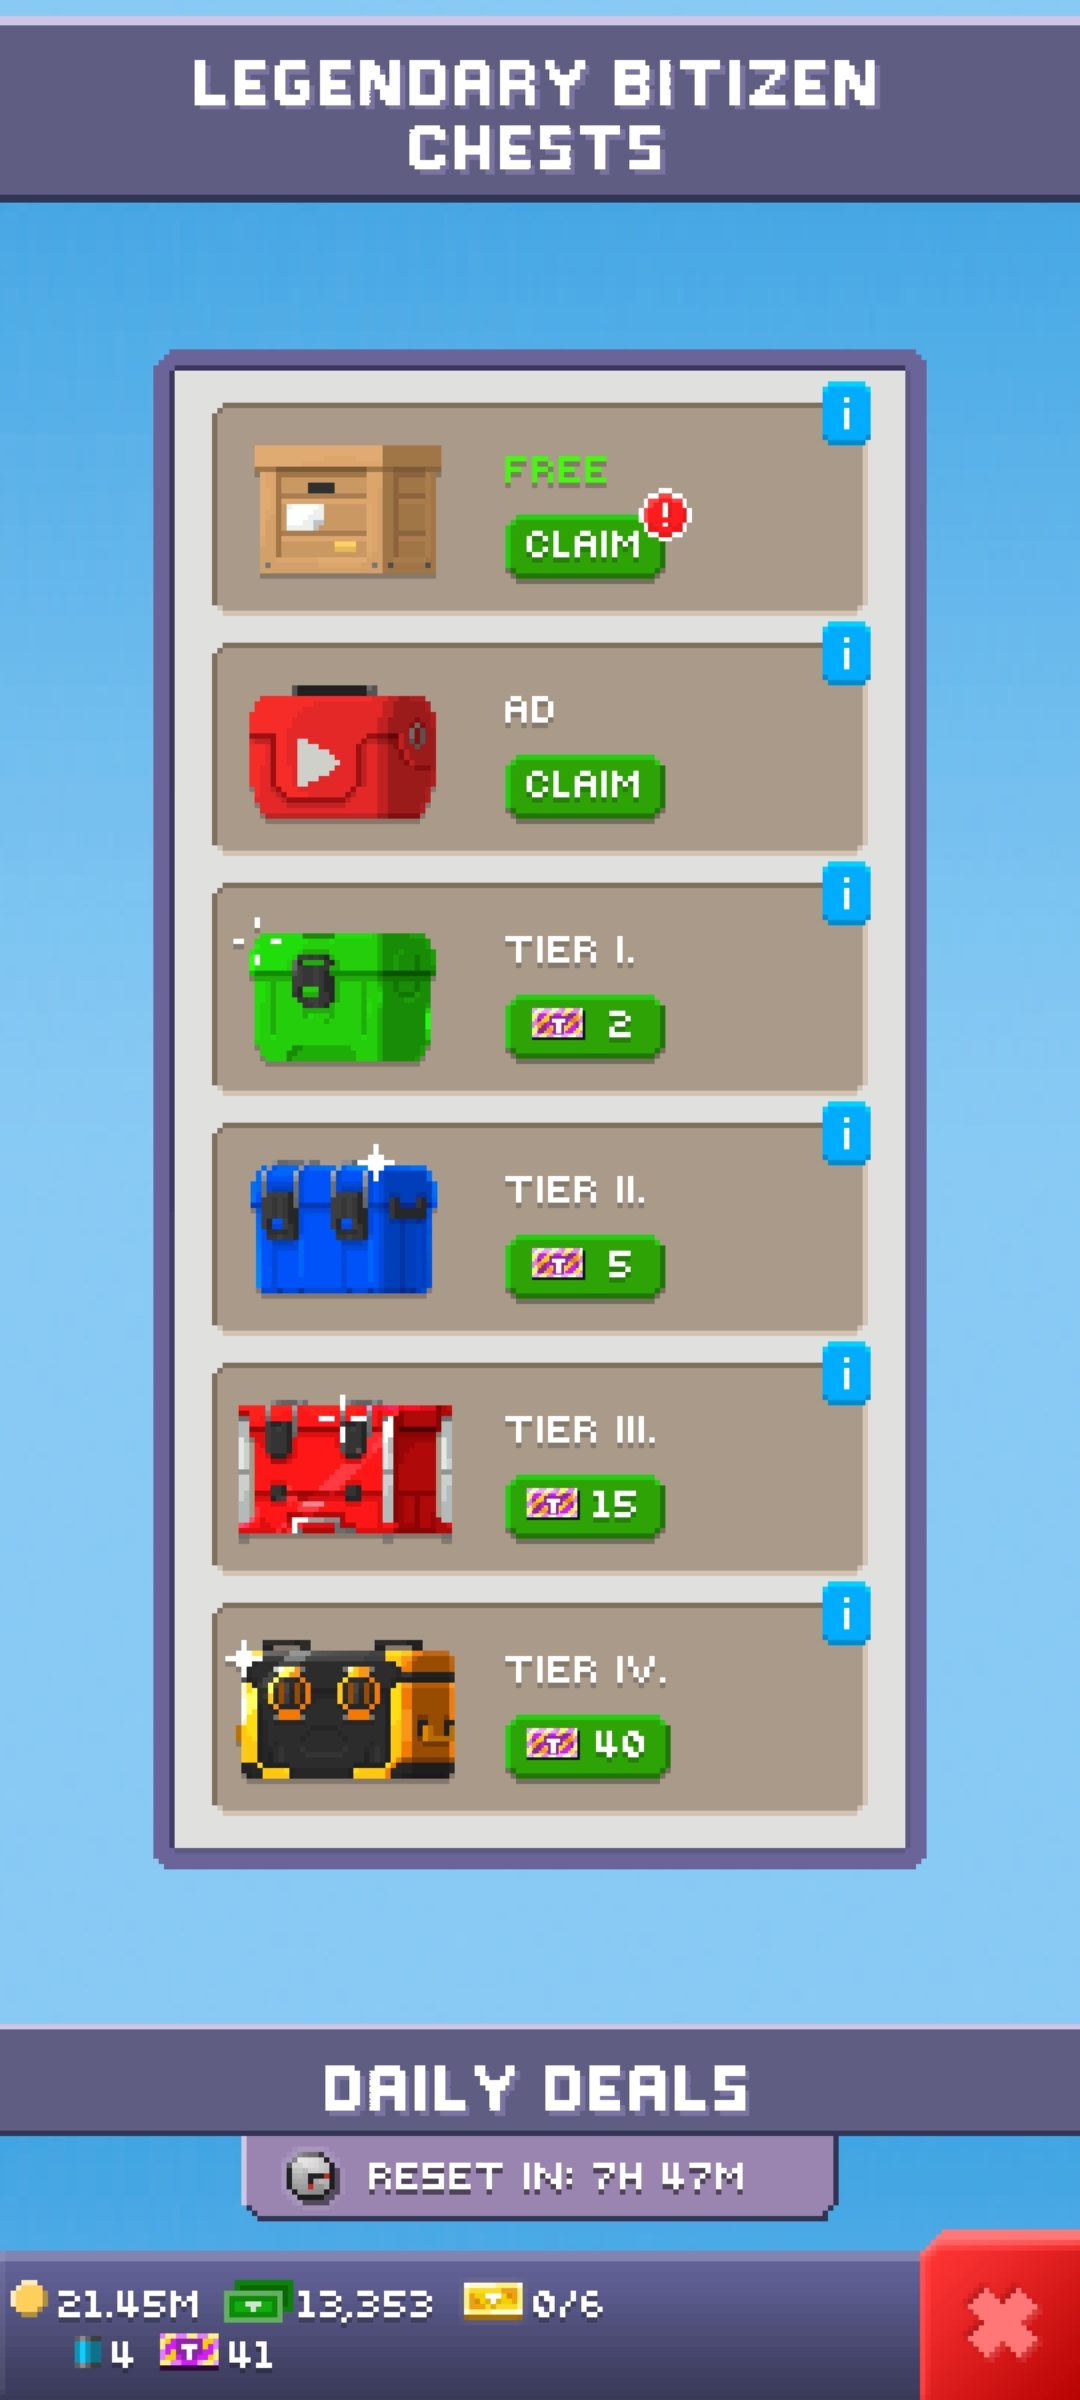 LEGENDARY BITIZEN
CHESTS
i
FREE
CLAIM
!
i
AD
CLAIM
i
TIER I.
T 2
i
TIER II.
T 5
i
TIER III.
T 15
i
TIER IV.
T 40
DAILY DEALS
RESET IN: 7H 47M
21.45M 13,353 0/6
4 T 41